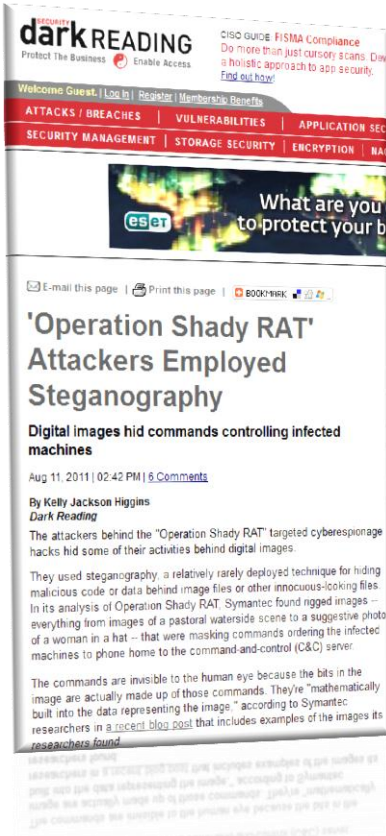 SECURITY
dark READING
Protect The Business Enable Access
CISO GUIDE: FISMA Compliance
Do more than just cursory scans.
a holistic approach to app security.
Find out how!
Welcome Guest. | Log In | Register | Membership Benefits
ATTACKS / BREACHES | VULNERABILITIES | APPLICATION SEC
SECURITY MANAGEMENT | STORAGE SECURITY | ENCRYPTION |
eset
What are you
to protect your b
E-mail this page | Print this page | BOOKMARK
'Operation Shady RAT'
Attackers Employed
Steganography
Digital images hid commands controlling infected
machines
Aug 11, 2011 | 02:42 PM | 6 Comments
By Kelly Jackson Higgins
Dark Reading
The attackers behind the "Operation Shady RAT" targeted cyberespionage
hacks hid some of their activities behind digital images.
They used steganography, a relatively rarely deployed technique for hiding
malicious code or data behind image files or other innocuous-looking files.
In its analysis of Operation Shady RAT, Symantec found rigged images --
everything from images of a pastoral waterside scene to a suggestive photo
of a woman in a hat -- that were masking commands ordering the infected
machines to phone home to the command-and-control (C&C) server.
The commands are invisible to the human eye because the bits in the
image are actually made up of those commands. They're "mathematically
built into the data representing the image," according to Symantec
researchers in a recent blog post that includes examples of the images its
researchers found.